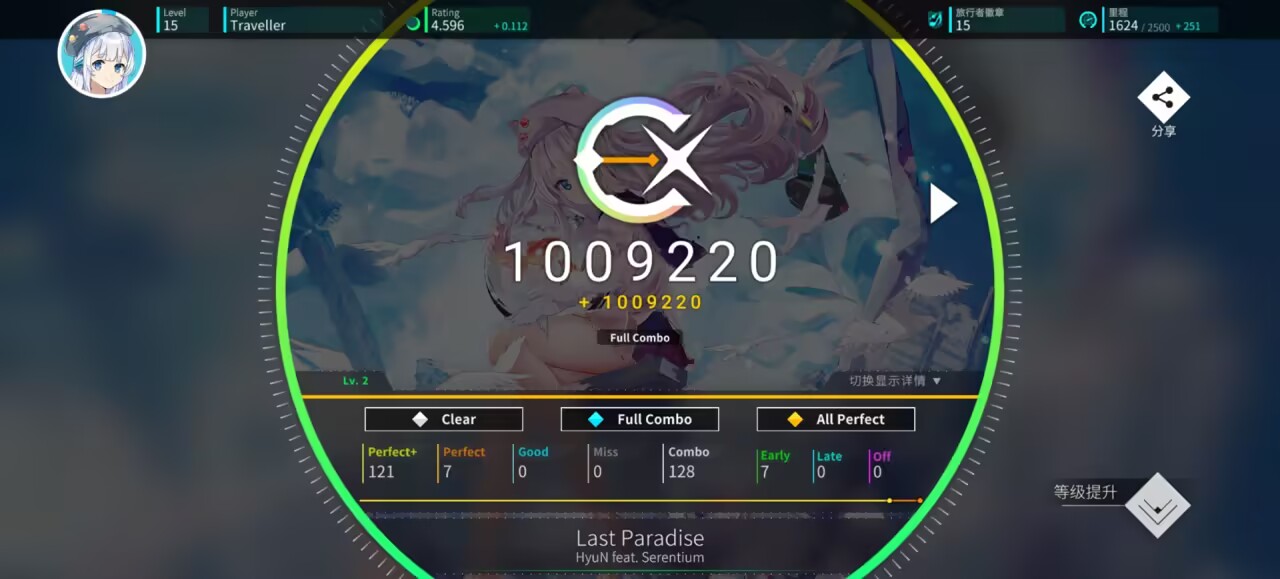 Level
15
Player
Traveller
Rating
4.596 + 0.112
旅行者徽章
15
里程
1624 / 2500 + 251
分享
1009220
+ 1009220
Full Combo
Lv. 2
切换显示详情 ▼
Clear
Full Combo
All Perfect
Perfect+
121
Perfect
7
Good
0
Miss
0
Combo
128
Early
7
Late
0
Off
0
等级提升
Last Paradise
HyuN feat. Serentium